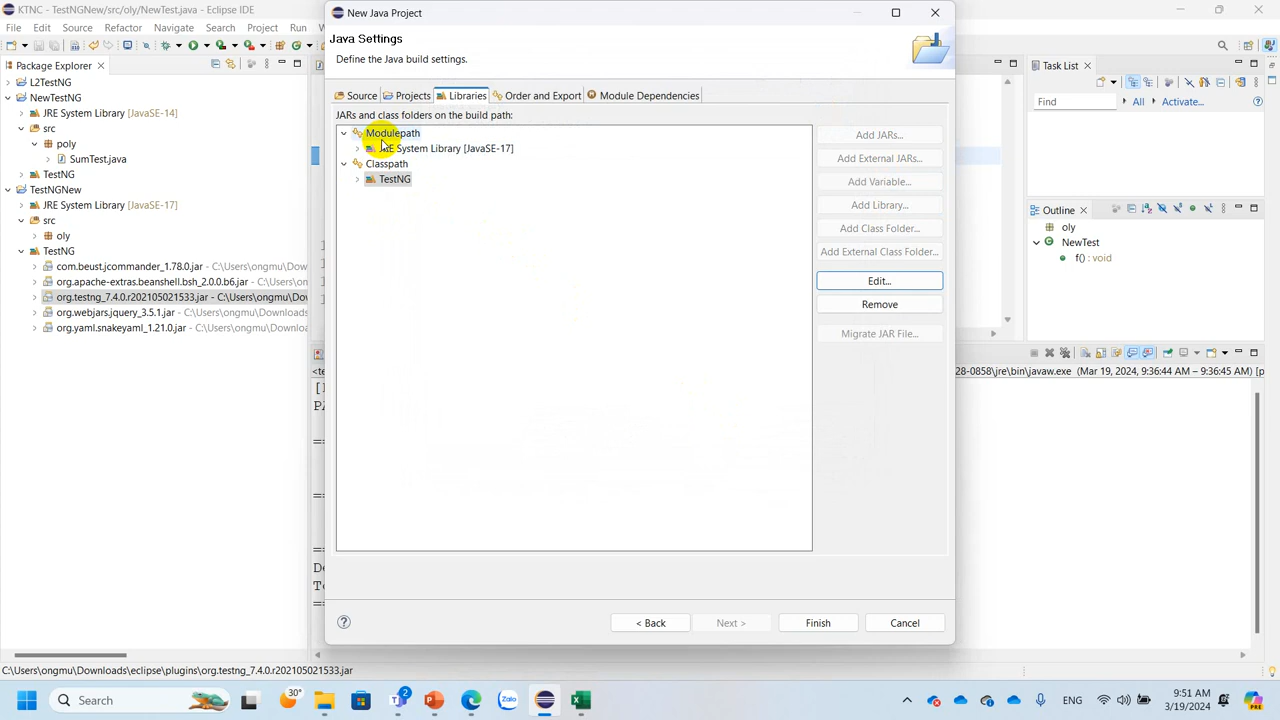 KTNC - TestNGNew/src/oly/NewTest.java - Eclipse IDE
File Edit Source Refactor Navigate Search Project Run
Package Explorer
L2TestNG
NewTestNG
JRE System Library [JavaSE-14]
src
poly
SumTest.java
TestNG
TestNGNew
JRE System Library [JavaSE-17]
src
oly
TestNG
com.beust.jcommander_1.78.0.jar - C:\Users\ongmu\Dow
org.apache-extras.beanshell.bsh_2.0.0.b6.jar - C:\Users
org.testng_7.4.0.r202105021533.jar - C:\Users\ongmu\Do
org.webjars.jquery_3.5.1.jar - C:\Users\ongmu\Downloa
org.yaml.snakeyaml_1.21.0.jar - C:\Users\ongmu\Downlo
New Java Project
Java Settings
Define the Java build settings.
Source Projects Libraries Order and Export Module Dependencies
JARs and class folders on the build path:
Modulepath
JRE System Library [JavaSE-17]
Classpath
TestNG
Add JARs...
Add External JARs...
Add Variable...
Add Library...
Add Class Folder...
Add External Class Folder...
Edit...
Remove
Migrate JAR File...
< Back Next > Finish Cancel
Task List
Find All Activate...
Outline
oly
NewTest
f() : void
28-0858\jre\bin\javaw.exe (Mar 19, 2024, 9:36:44 AM – 9:36:45 AM) [p
C:\Users\ongmu\Downloads\eclipse\plugins\org.testng_7.4.0.r202105021533.jar
Search
30°
2
Zalo
ENG
9:51 AM
3/19/2024